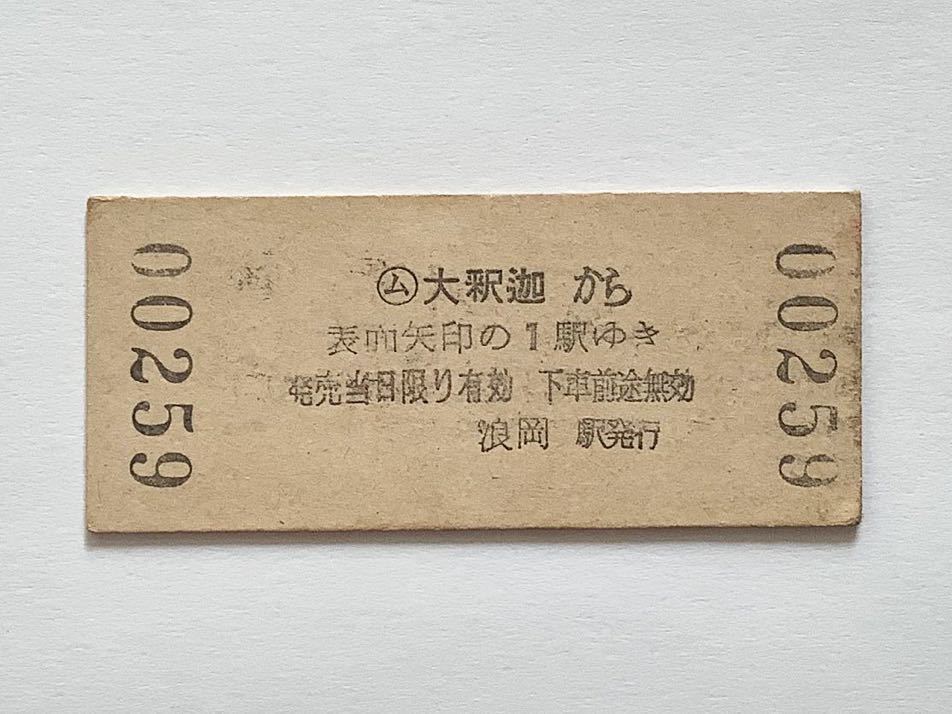 00259
㋰大釈迦 から
表面矢印の1駅ゆき
発売当日限り有効 下車前途無効
浪岡 駅発行
00259